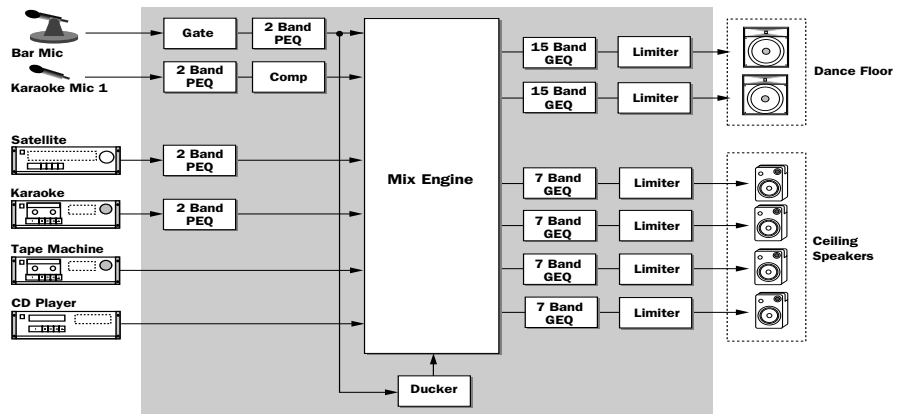 Bar Mic
Gate
2 Band
PEQ
Karaoke Mic 1
2 Band
PEQ
Comp
Satellite
2 Band
PEQ
Karaoke
2 Band
PEQ
Tape Machine
CD Player
Mix Engine
Ducker
15 Band
GEQ
Limiter
15 Band
GEQ
Limiter
Dance Floor
7 Band
GEQ
Limiter
7 Band
GEQ
Limiter
7 Band
GEQ
Limiter
7 Band
GEQ
Limiter
Ceiling
Speakers